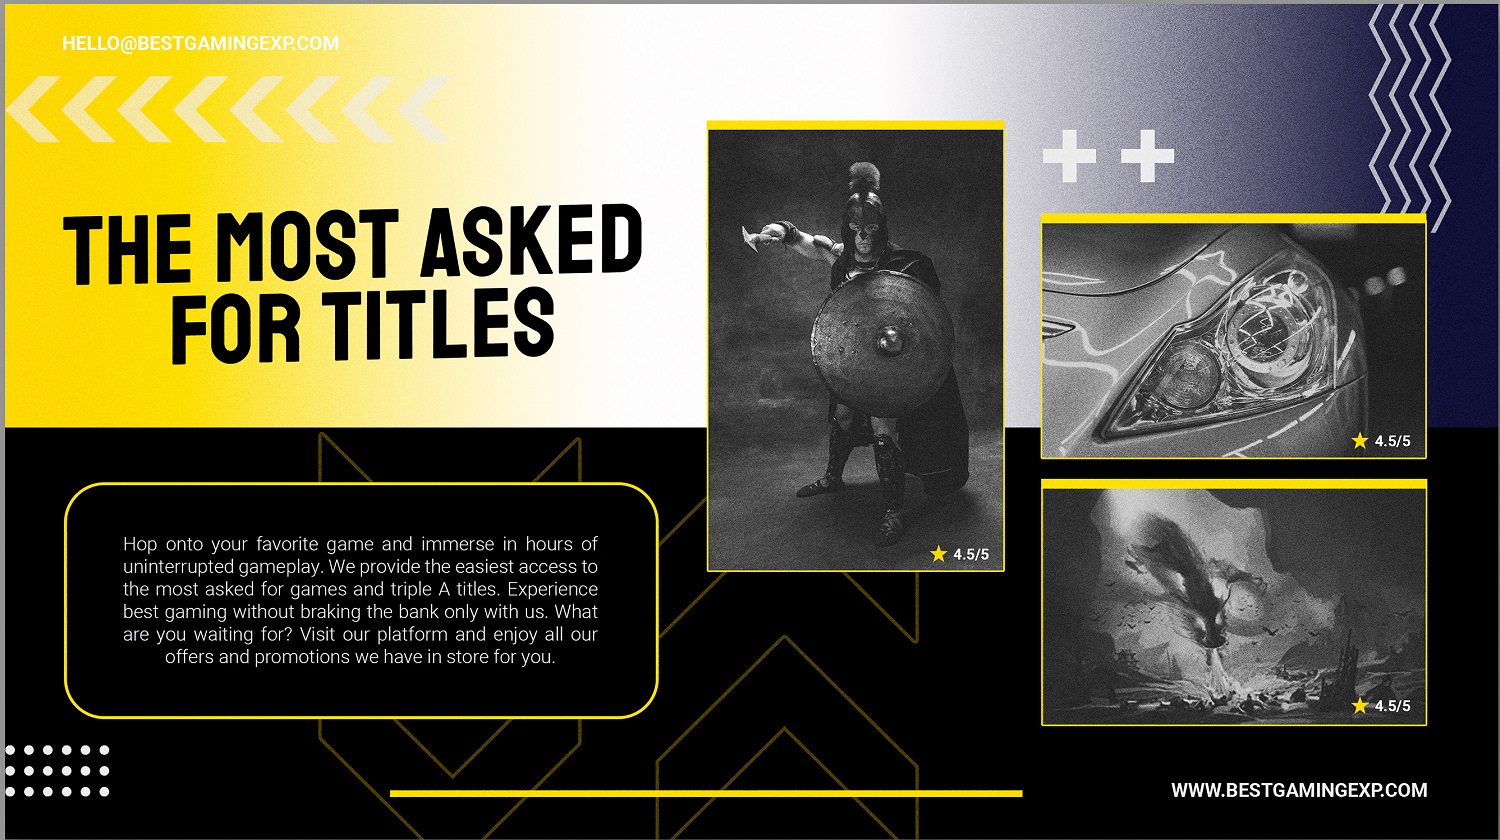 HELLO@BESTGAMINGEXP.COM
THE MOST ASKED
FOR TITLES
4.5/5
4.5/5
Hop onto your favorite game and immerse in hours of
uninterrupted gameplay. We provide the easiest access to
the most asked for games and triple A titles. Experience
best gaming without braking the bank only with us. What
are you waiting for? Visit our platform and enjoy all our
offers and promotions we have in store for you.
4.5/5
WWW.BESTGAMINGEXP.COM